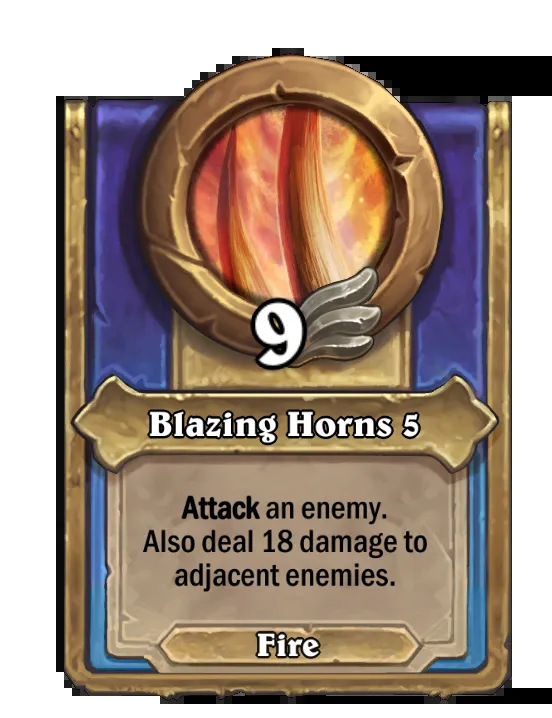 9
Blazing Horns 5
Attack an enemy.
Also deal 18 damage to
adjacent enemies.
Fire